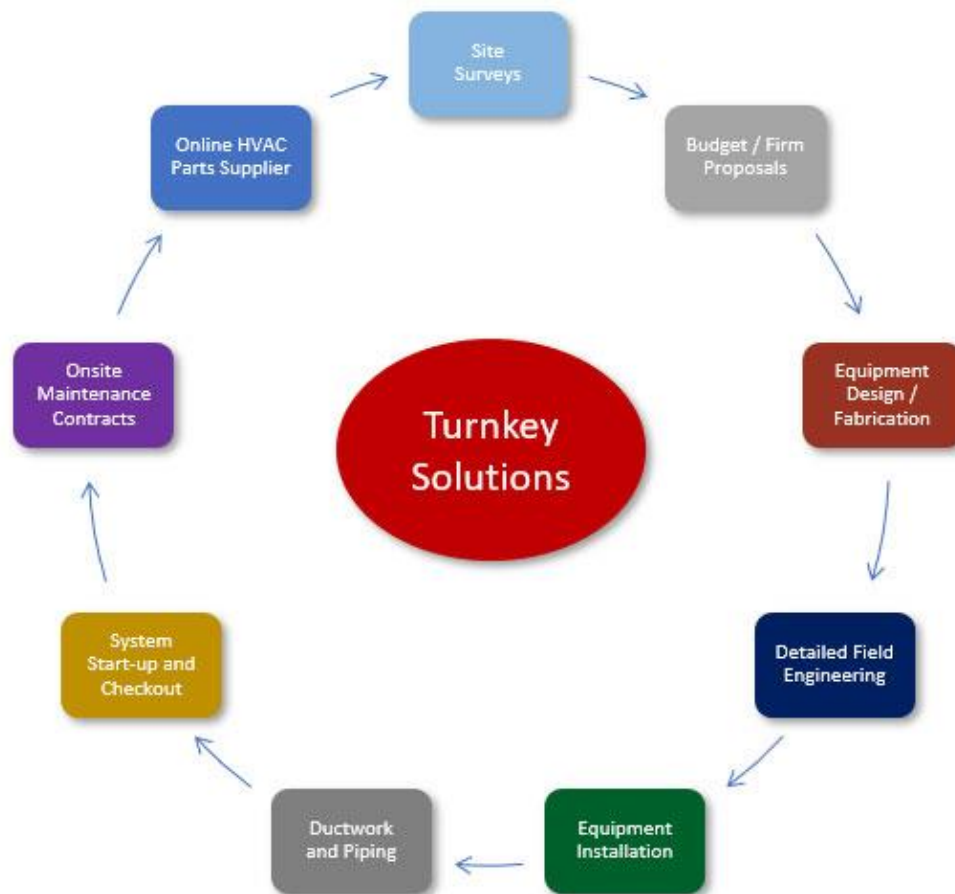 Site
Surveys
Budget / Firm
Proposals
Equipment
Design /
Fabrication
Detailed Field
Engineering
Equipment
Installation
Ductwork
and Piping
System
Start-up and
Checkout
Onsite
Maintenance
Contracts
Online HVAC
Parts Supplier
Turnkey
Solutions